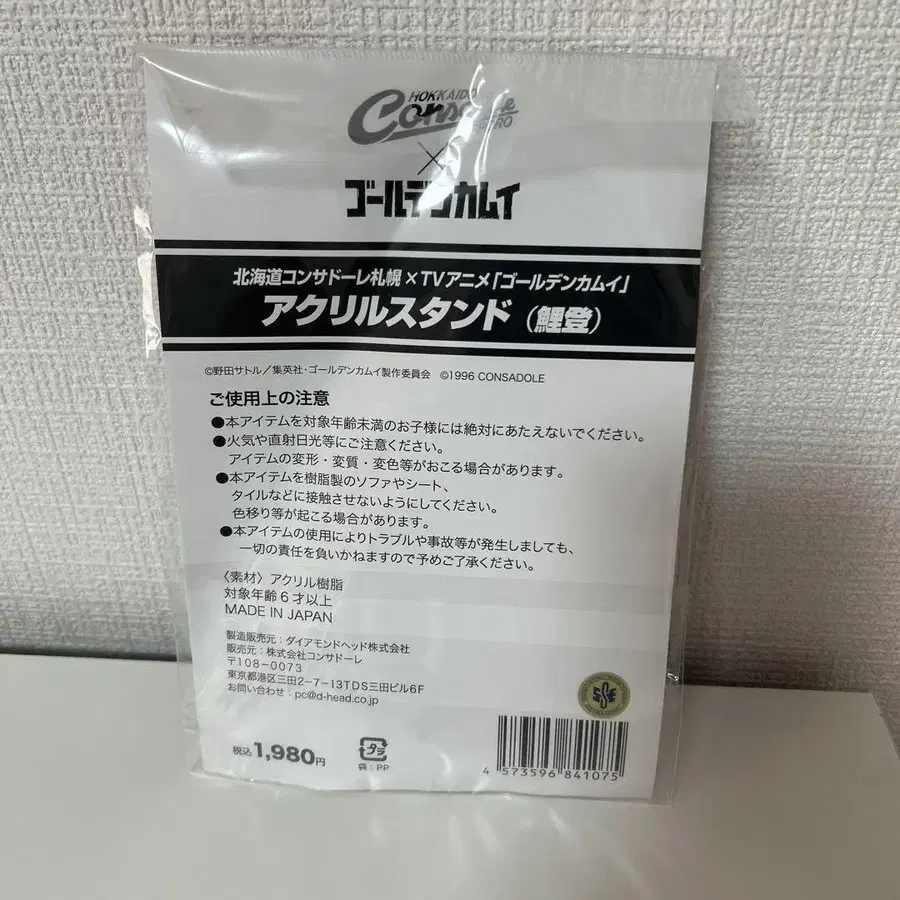 HOKKAIDO
Consa
×
ゴールデンカムイ
北海道コンサドーレ札幌×TVアニメ「ゴールデンカムイ」
アクリルスタンド(鯉登)
©野田サトル/集英社・ゴールデンカムイ製作委員会 ©1996 CONSADOLE
ご使用上の注意
●本アイテムを対象年齢未満のお子様には絶対にあたえないでください。
●火気や直射日光等にご注意ください。
アイテムの変形・変質・変色等がおこる場合があります。
●本アイテムを樹脂製のソファやシート、
タイルなどに接触させないようにしてください。
色移り等が起こる場合があります。
●本アイテムの使用によりトラブルや事故等が発生しましても、
一切の責任を負いかねますので予めご了承ください。
〈素材〉アクリル樹脂
対象年齢6才以上
MADE IN JAPAN
製造販売元:ダイアモンドヘッド株式会社
販売元:株式会社コンサドーレ
〒108-0073
東京都港区三田2-7-13TDS三田ビル6F
お問い合わせ:pc@d-head.co.jp
税込1,980円
プラ
袋:PP
4 573596 841075